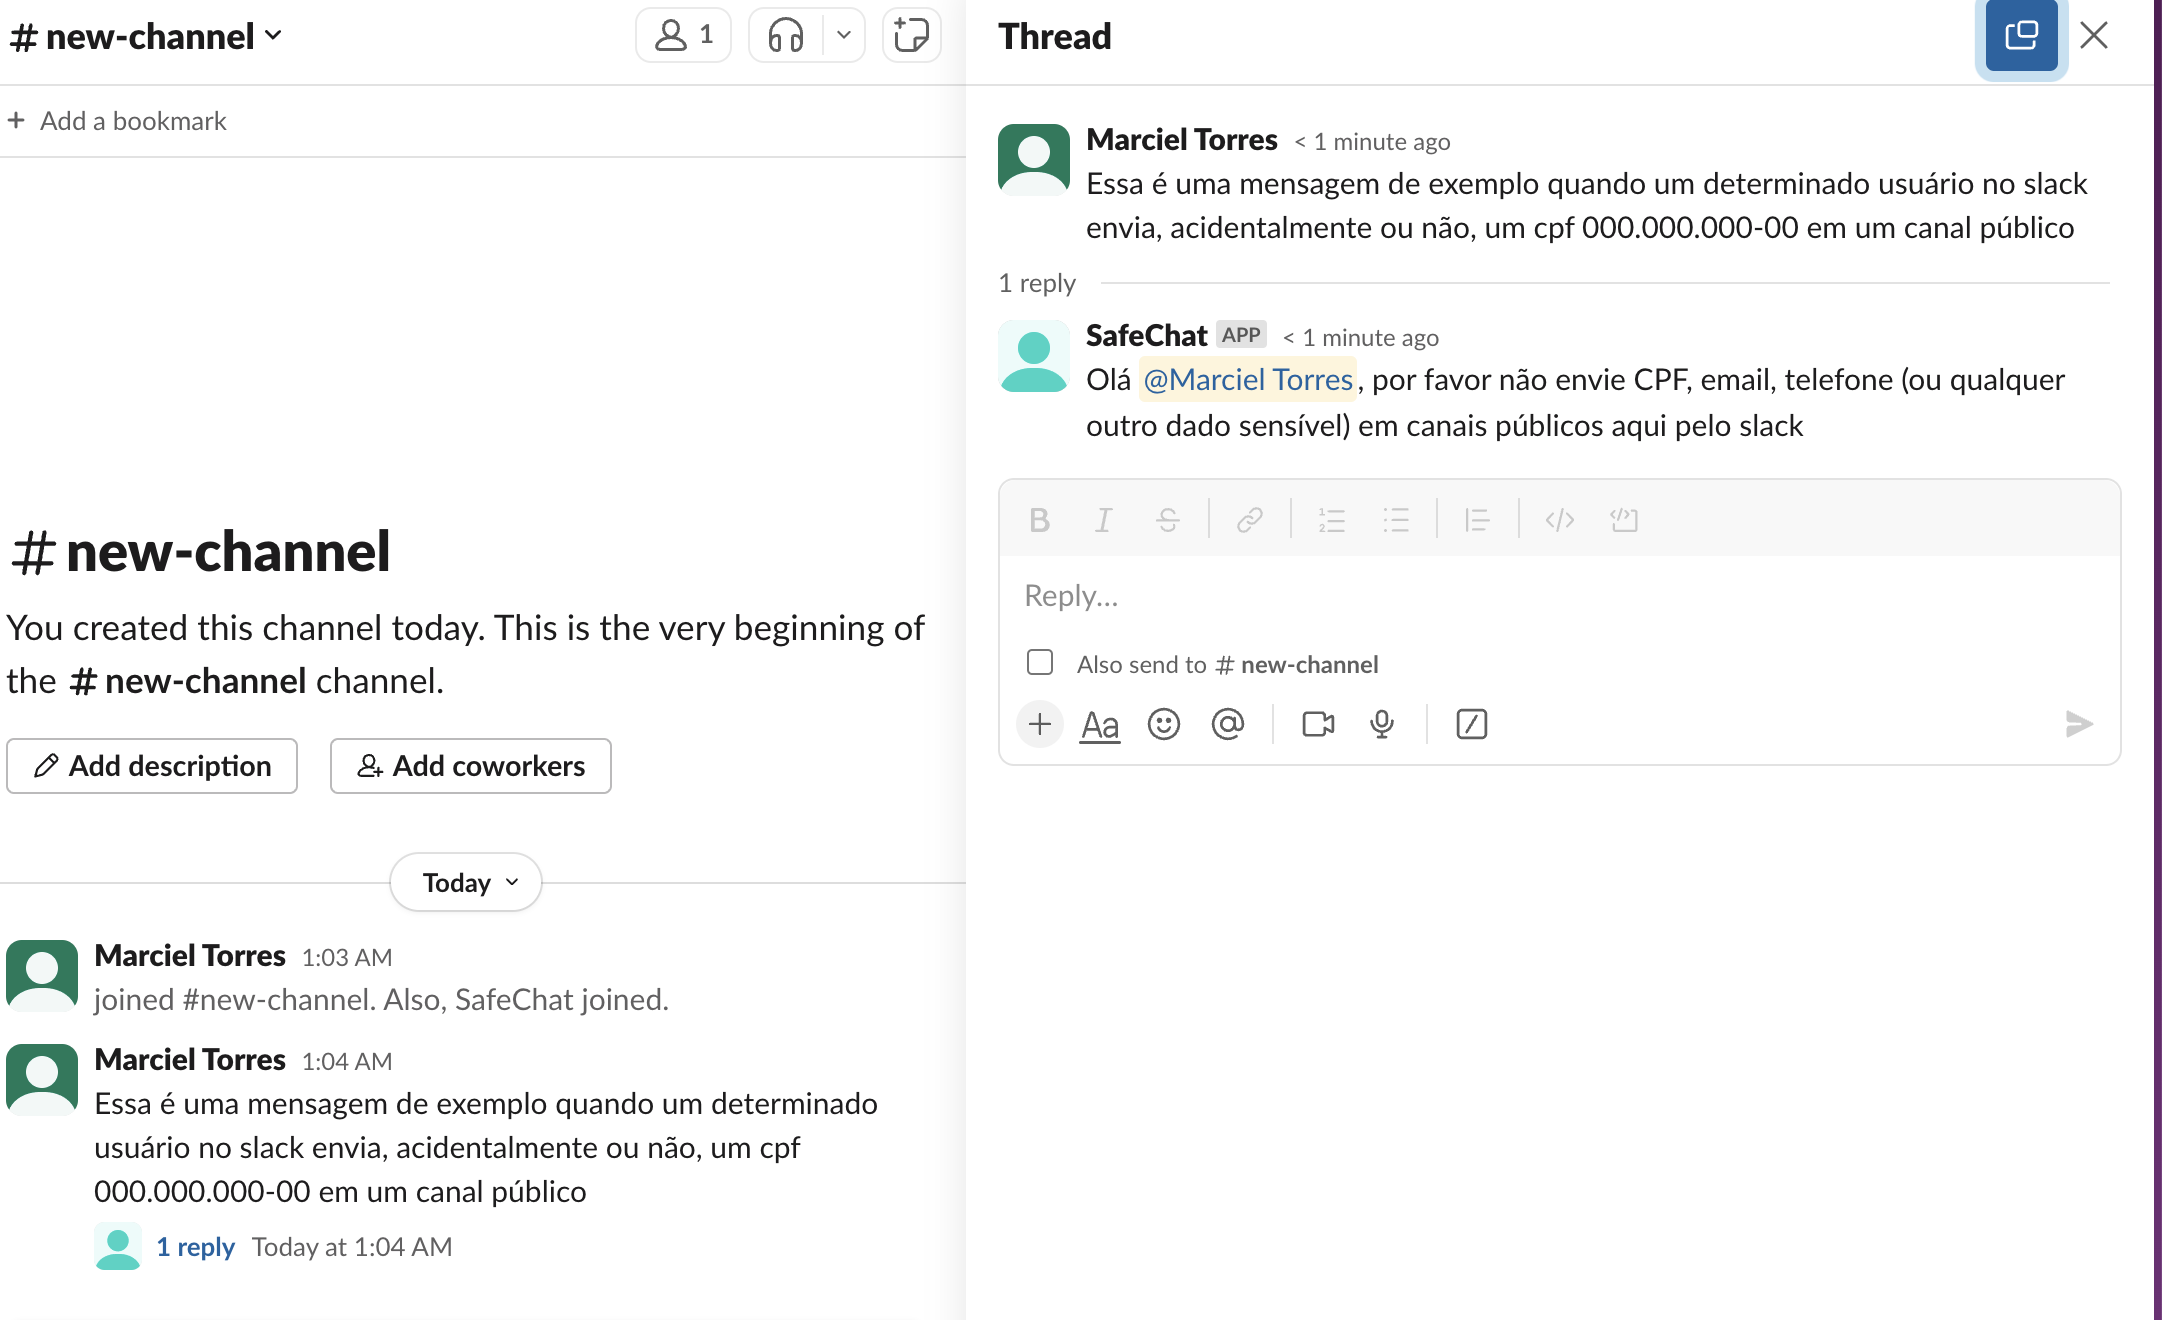 # new-channel
1
+ Add a bookmark
# new-channel
You created this channel today. This is the very beginning of
the # new-channel channel.
Add description
Add coworkers
Today
Marciel Torres 1:03 AM
joined #new-channel. Also, SafeChat joined.
Marciel Torres 1:04 AM
Essa é uma mensagem de exemplo quando um determinado
usuário no slack envia, acidentalmente ou não, um cpf
000.000.000-00 em um canal público
1 reply Today at 1:04 AM
Thread
Marciel Torres < 1 minute ago
Essa é uma mensagem de exemplo quando um determinado usuário no slack
envia, acidentalmente ou não, um cpf 000.000.000-00 em um canal público
1 reply
SafeChat APP < 1 minute ago
Olá @Marciel Torres, por favor não envie CPF, email, telefone (ou qualquer
outro dado sensível) em canais públicos aqui pelo slack
B I S
Reply...
Also send to # new-channel
+ Aa @